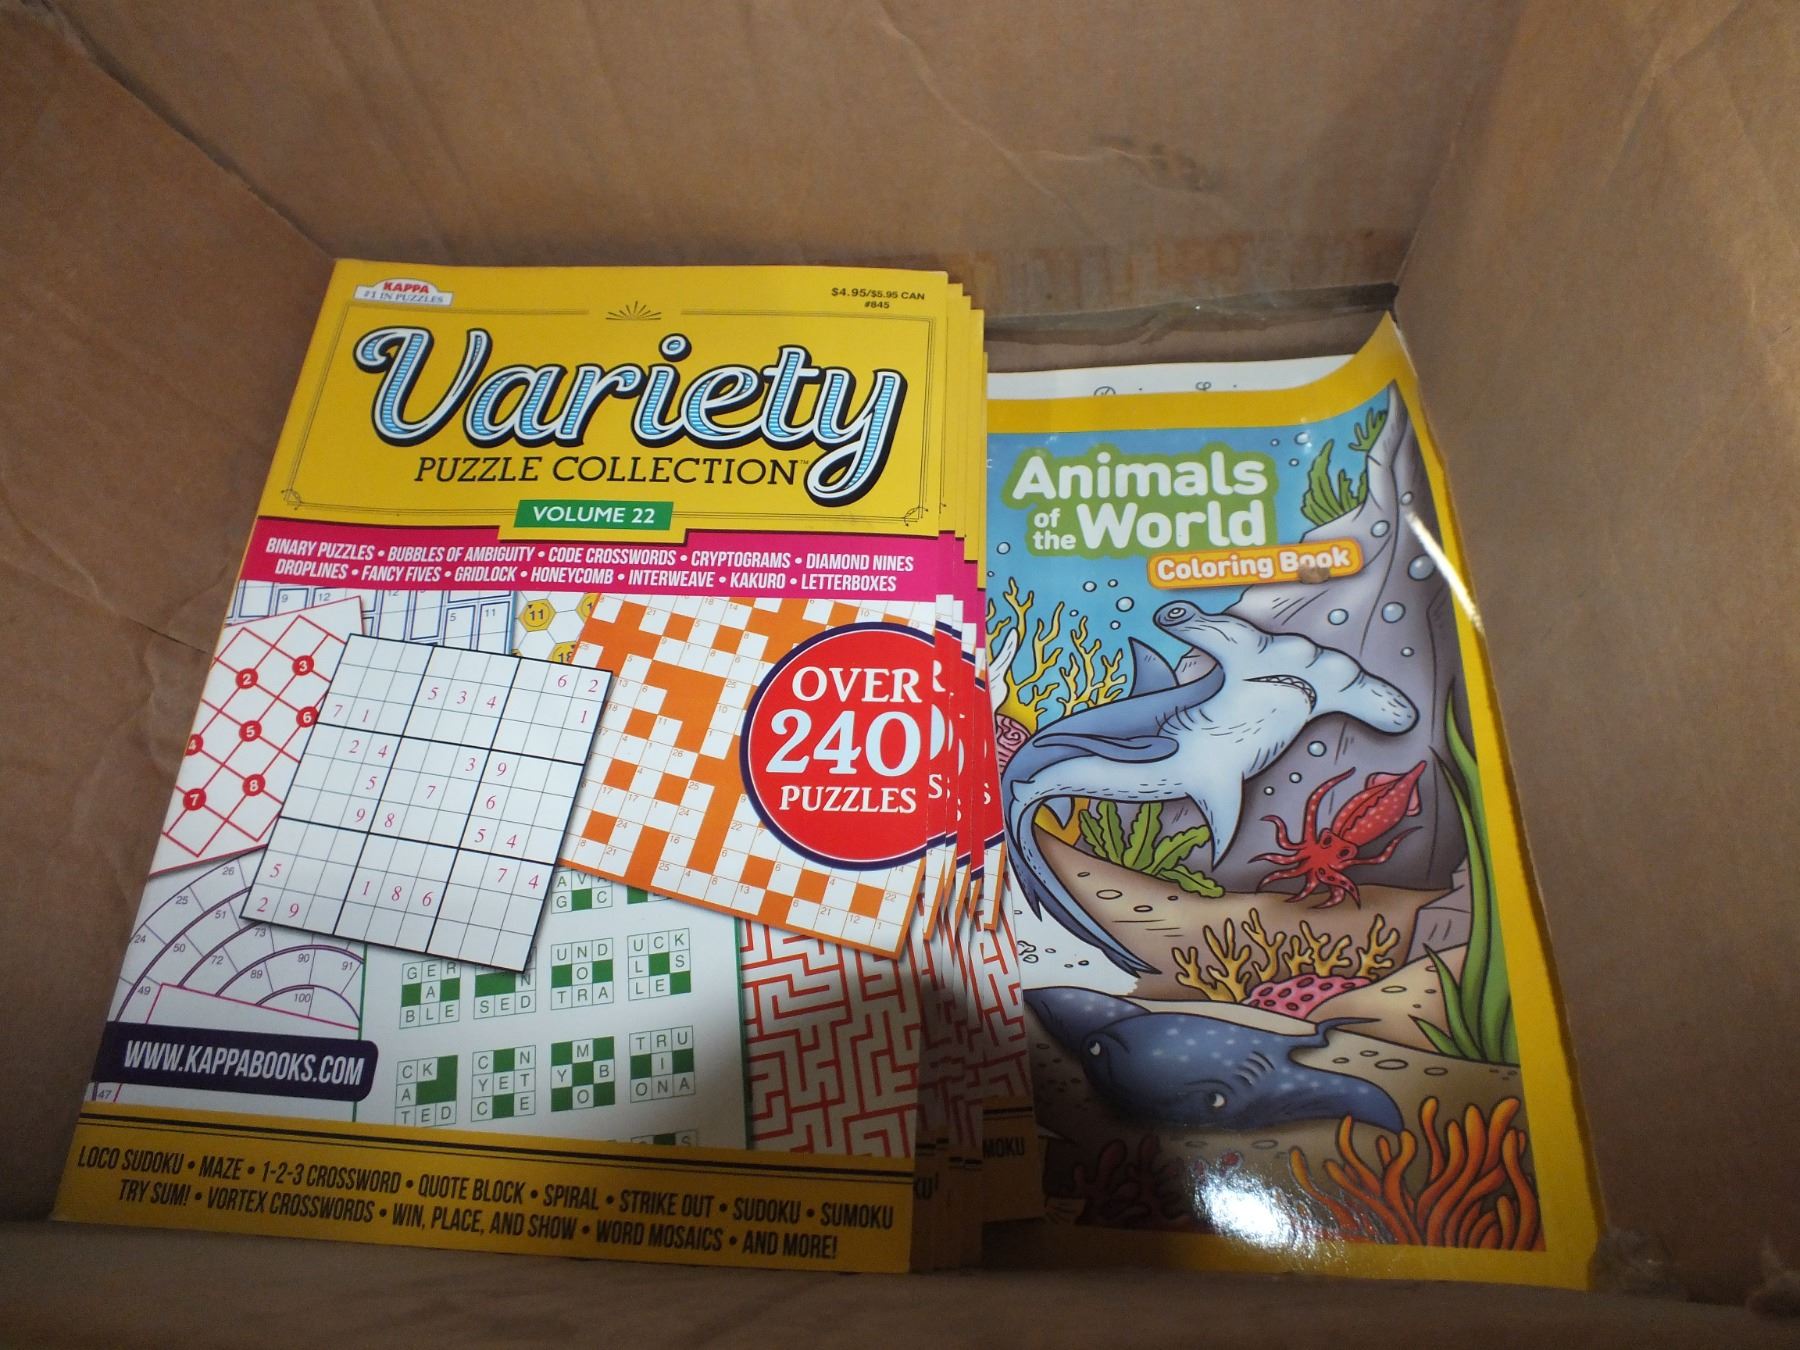 KAPPA
#1 IN PUZZLES
$4.95/$5.95 CAN
#845
Variety
PUZZLE COLLECTION™
VOLUME 22
BINARY PUZZLES • BUBBLES OF AMBIGUITY • CODE CROSSWORDS • CRYPTOGRAMS • DIAMOND NINES
DROPLINES • FANCY FIVES • GRIDLOCK • HONEYCOMB • INTERWEAVE • KAKURO • LETTERBOXES
OVER
240
PUZZLES
WWW.KAPPABOOKS.COM
LOCO SUDOKU • MAZE • 1-2-3 CROSSWORD • QUOTE BLOCK • SPIRAL • STRIKE OUT • SUDOKU • SUMOKU
TRY SUM! • VORTEX CROSSWORDS • WIN, PLACE, AND SHOW • WORD MOSAICS • AND MORE!
Animals
of the World
Coloring Book